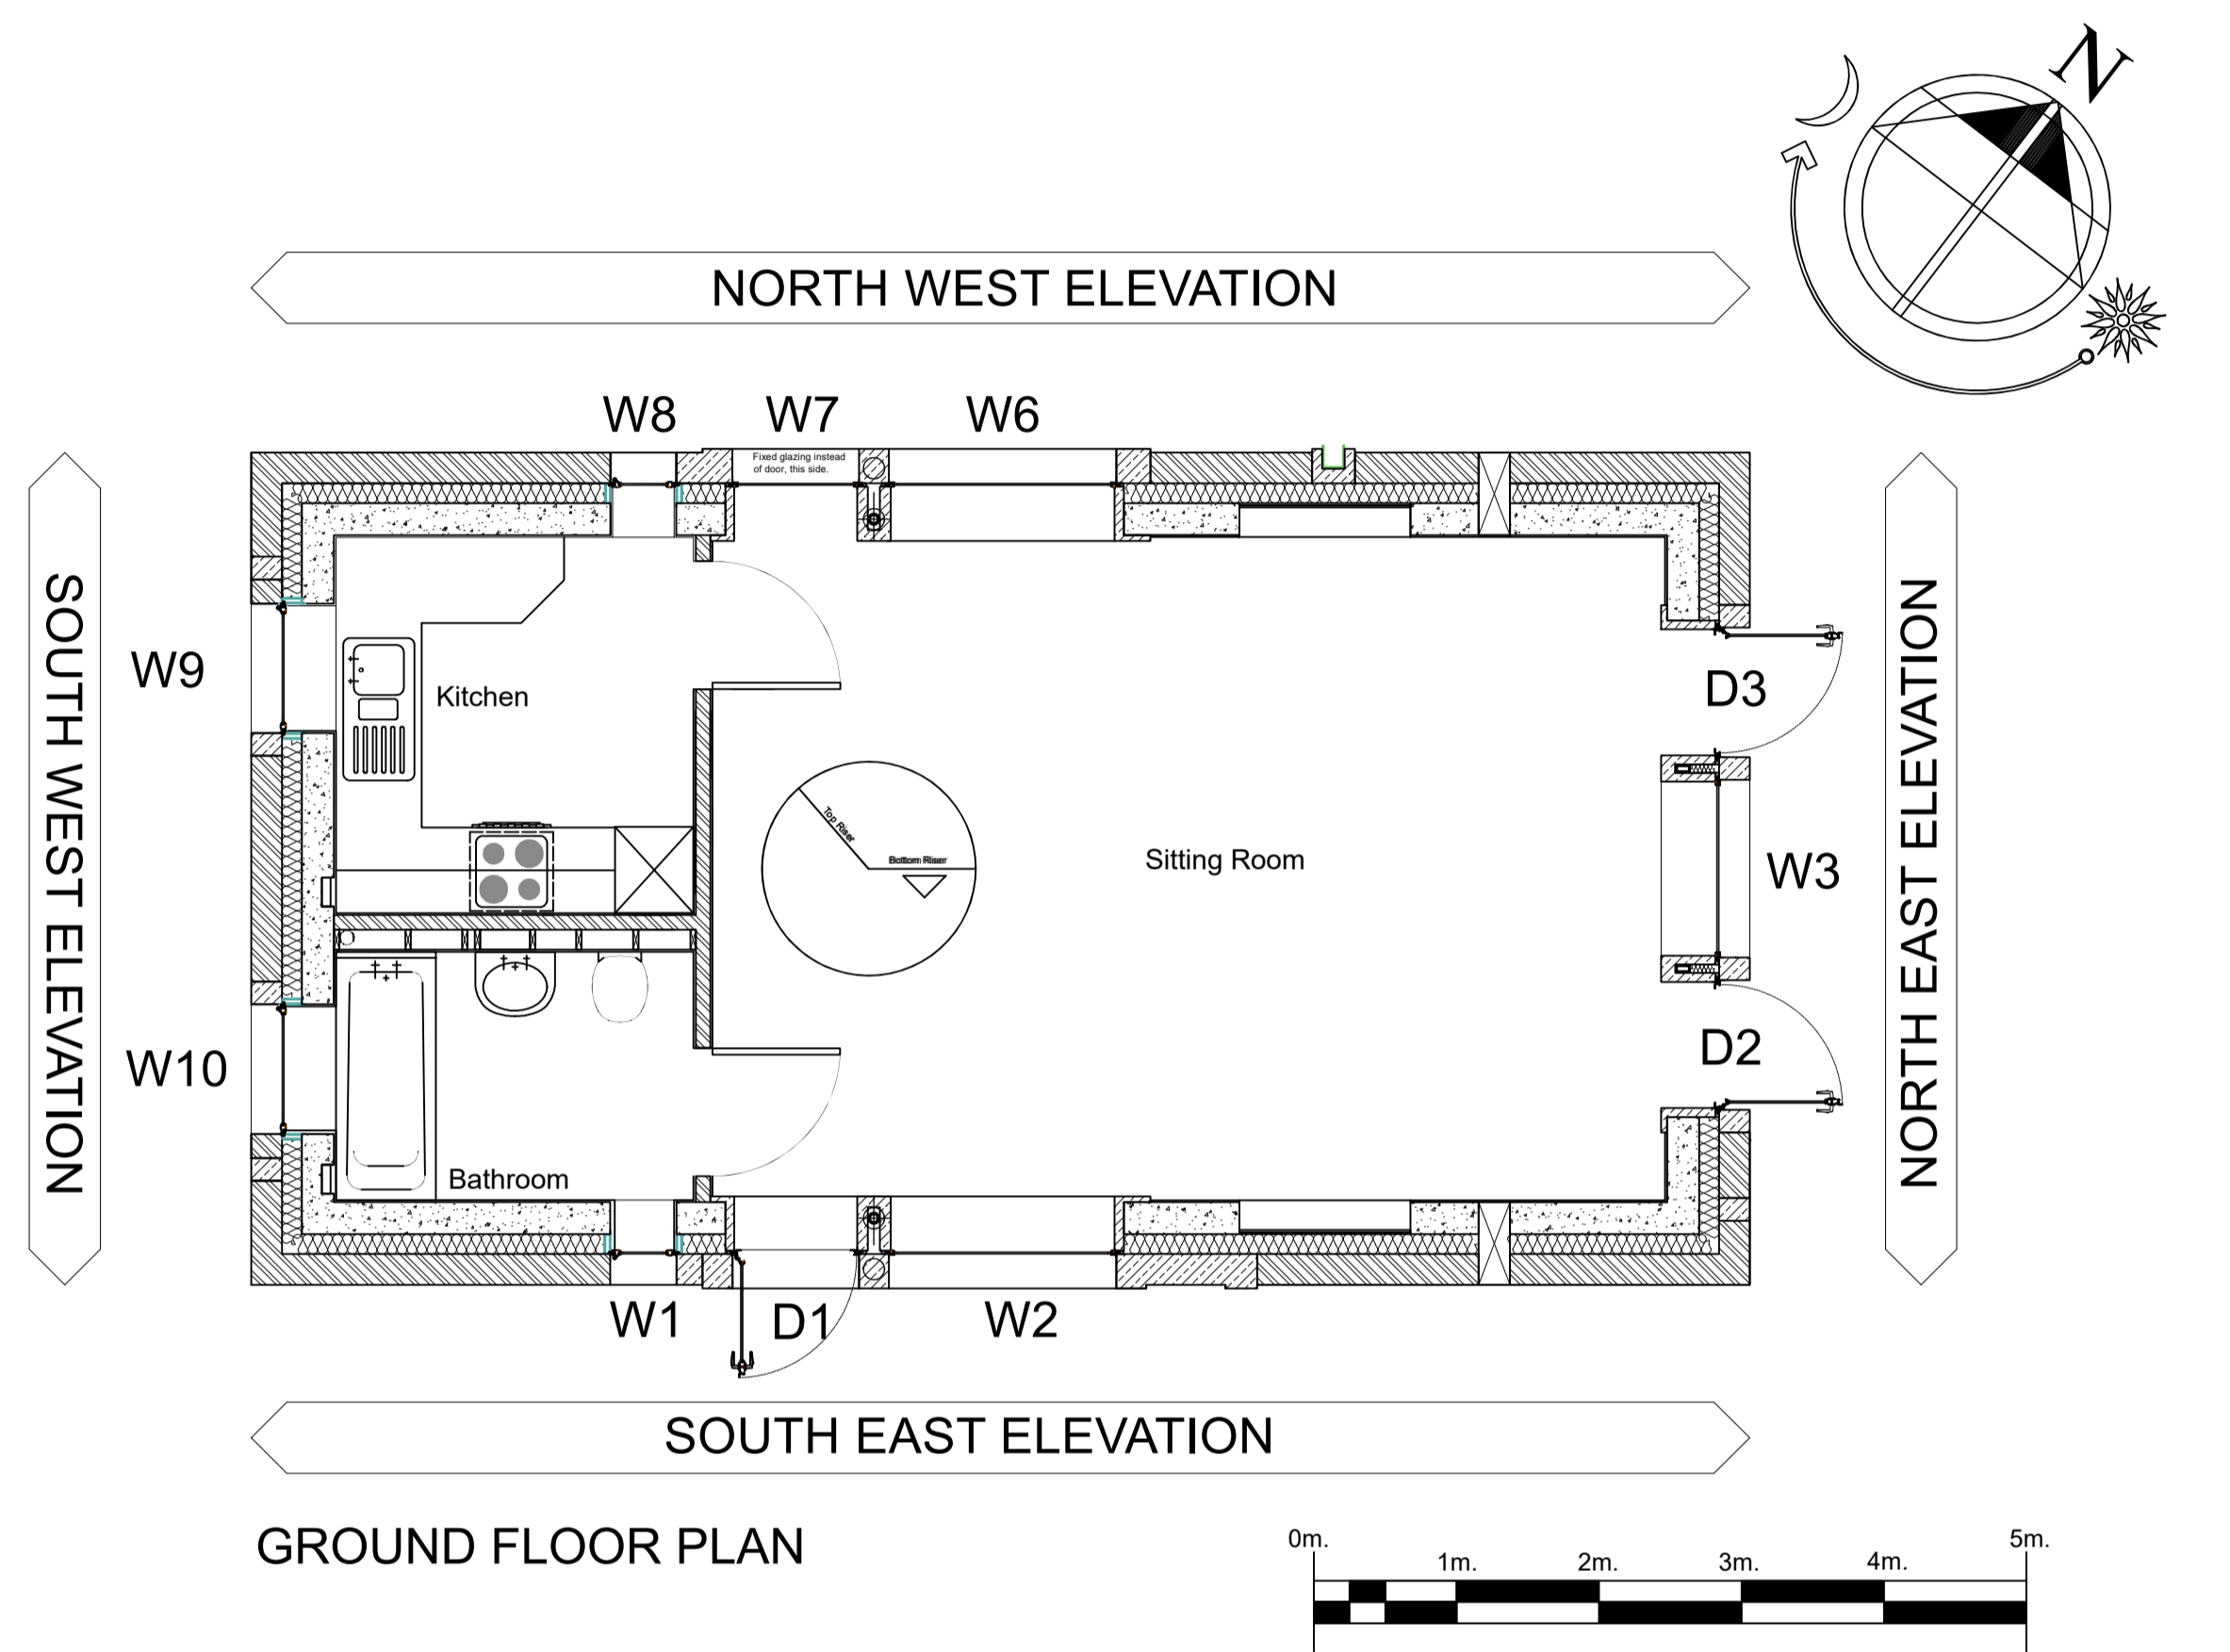 N
NORTH WEST ELEVATION
W8 W7 W6
Fixed glazing instead
of door, this side.
SOUTH WEST ELEVATION
NORTH EAST ELEVATION
W9
Kitchen
D3
Top Riser
Bottom Riser
Sitting Room
W3
D2
W10
Bathroom
W1 D1 W2
SOUTH EAST ELEVATION
GROUND FLOOR PLAN
0m. 1m. 2m. 3m. 4m. 5m.